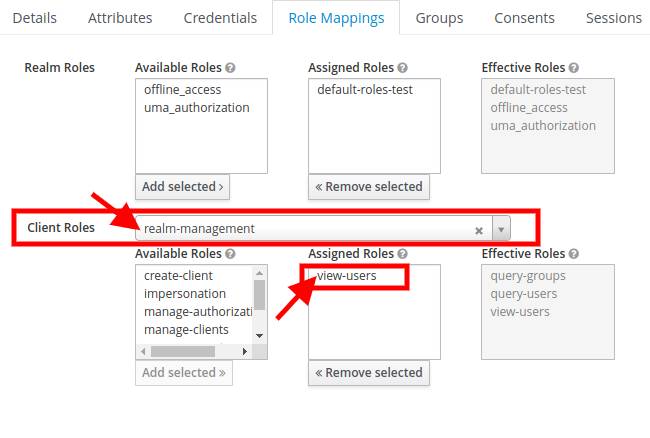 Details Attributes Credentials Role Mappings Groups Consents Sessions
Realm Roles Available Roles Assigned Roles Effective Roles
offline_access default-roles-test default-roles-test
uma_authorization offline_access
uma_authorization
Add selected › « Remove selected
Client Roles realm-management
Available Roles Assigned Roles Effective Roles
create-client view-users query-groups
impersonation query-users
manage-authorizati view-users
manage-clients
Add selected » « Remove selected